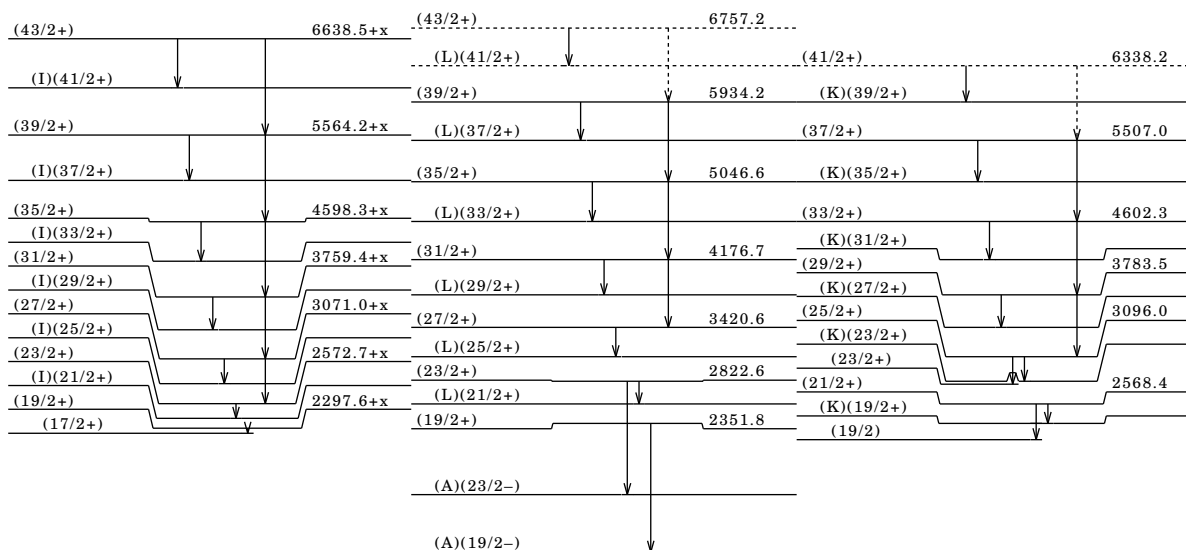 (43/2+) 6638.5+x
(I)(41/2+)
(39/2+) 5564.2+x
(I)(37/2+)
(35/2+) 4598.3+x
(I)(33/2+)
(31/2+) 3759.4+x
(I)(29/2+)
(27/2+) 3071.0+x
(I)(25/2+)
(23/2+) 2572.7+x
(I)(21/2+)
(19/2+) 2297.6+x
(17/2+)
(43/2+) 6757.2
(L)(41/2+)
(39/2+) 5934.2
(L)(37/2+)
(35/2+) 5046.6
(L)(33/2+)
(31/2+) 4176.7
(L)(29/2+)
(27/2+) 3420.6
(L)(25/2+)
(23/2+) 2822.6
(L)(21/2+)
(19/2+) 2351.8
(A)(23/2−)
(A)(19/2−)
(41/2+) 6338.2
(K)(39/2+)
(37/2+) 5507.0
(K)(35/2+)
(33/2+) 4602.3
(K)(31/2+)
(29/2+) 3783.5
(K)(27/2+)
(25/2+) 3096.0
(K)(23/2+)
(23/2+)
(21/2+) 2568.4
(K)(19/2+)
(19/2)